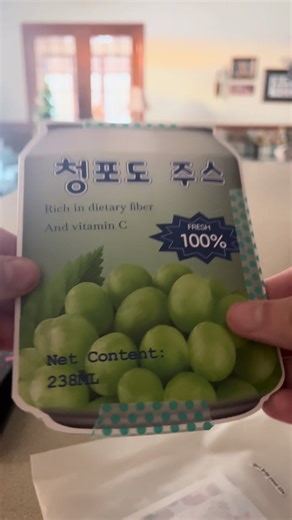 청포도 주스
Rich in dietary fiber
And vitamin C
FRESH
100%
Net Content:
238ML